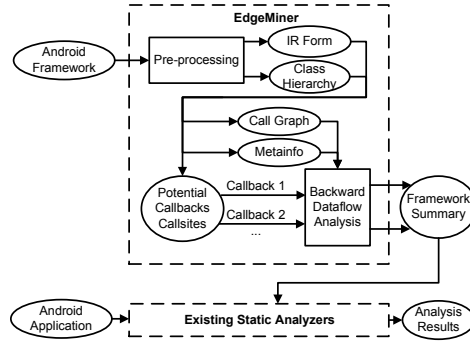 EdgeMiner
Android
Framework
Pre-processing
IR Form
Class
Hierarchy
Call Graph
Metainfo
Potential
Callbacks
Callsites
Callback 1
Callback 2
...
Backward
Dataflow
Analysis
Framework
Summary
Android
Application
Existing Static Analyzers
Analysis
Results